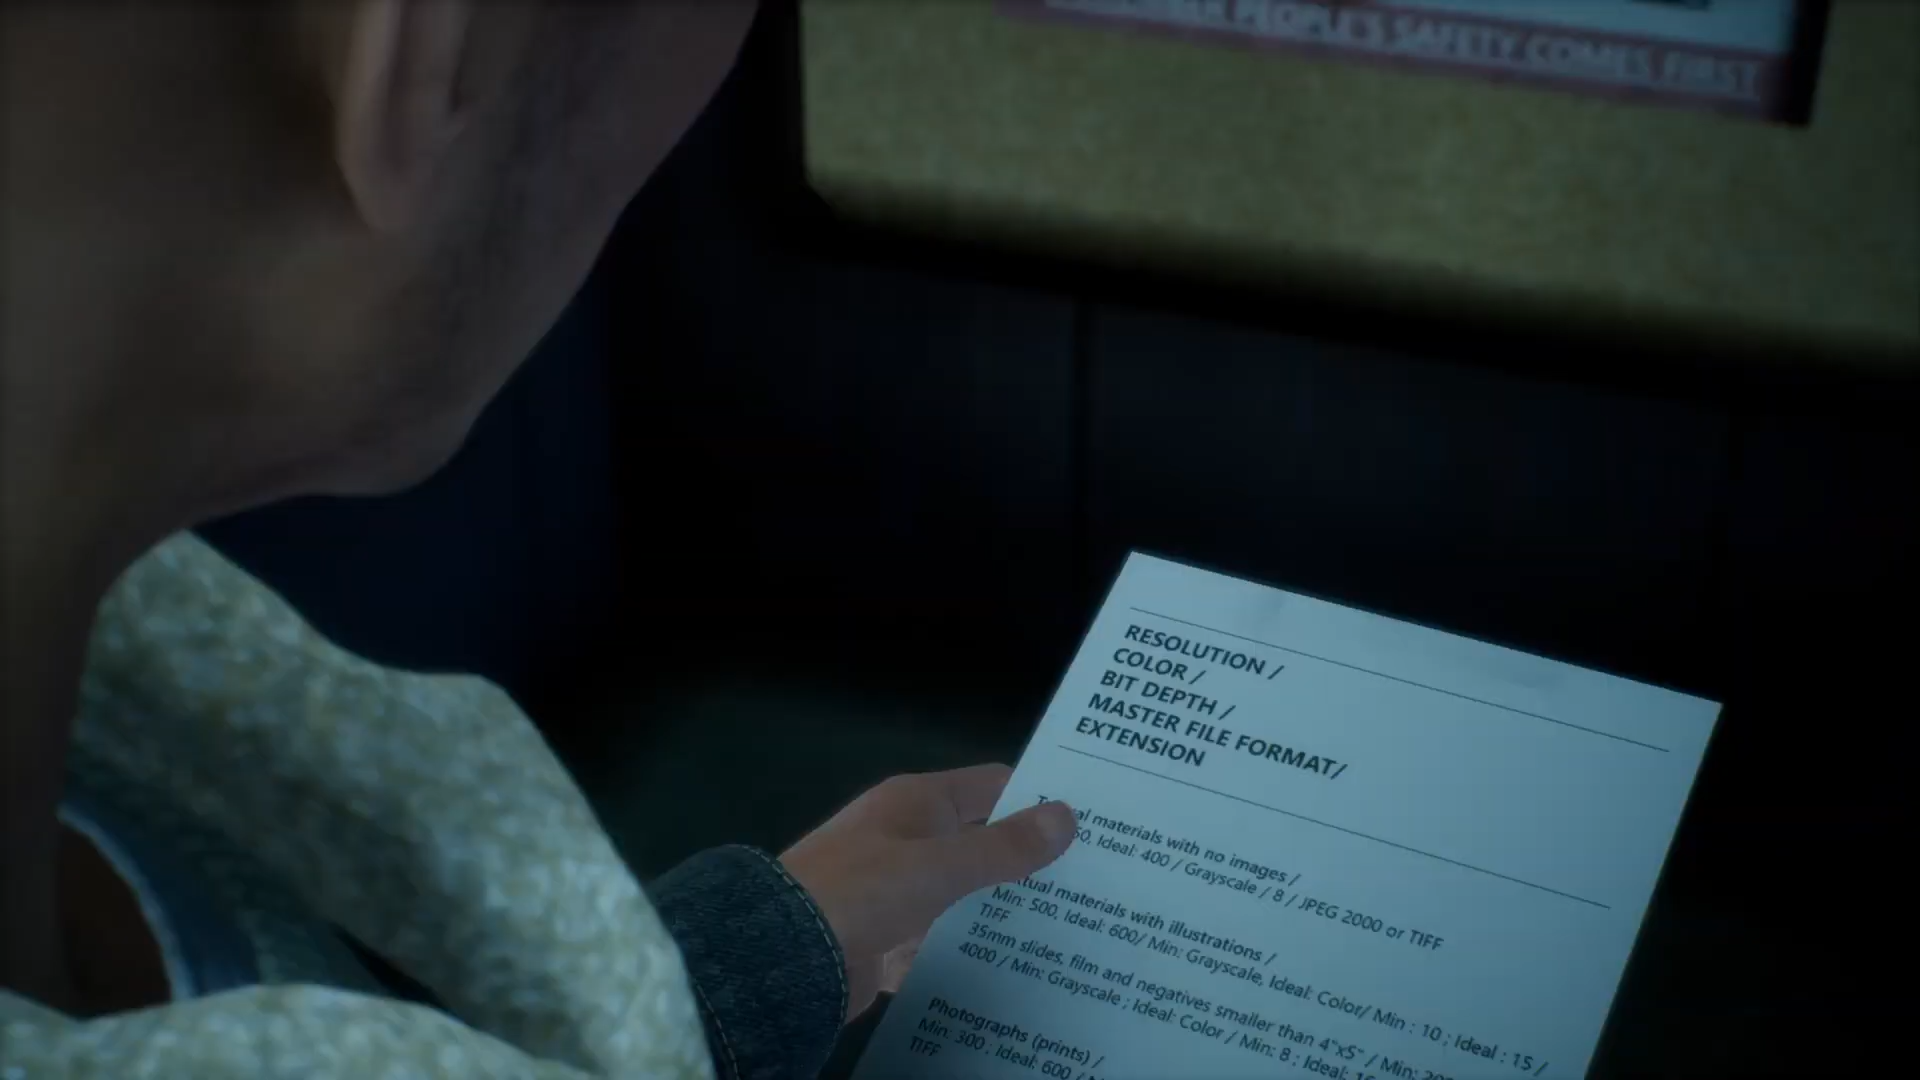 PEOPLE'S SAFETY COMES FIRST
RESOLUTION /
COLOR /
BIT DEPTH /
MASTER FILE FORMAT/
EXTENSION
materials with no images /
Ideal: 400 / Grayscale / 8 / JPEG 2000 or TIFF
materials with illustrations /
Min: 500, Ideal: 600/ Min: Grayscale, Ideal: Color/ Min : 10 ; Ideal : 15 /
TIFF
35mm slides, film and negatives smaller than 4"x5" / Min:
4000 / Min: Grayscale ; Ideal: Color / Min: 8 : Ideal:
Photographs (prints) /
Min: 300 ; Ideal: 600 /
TIFF